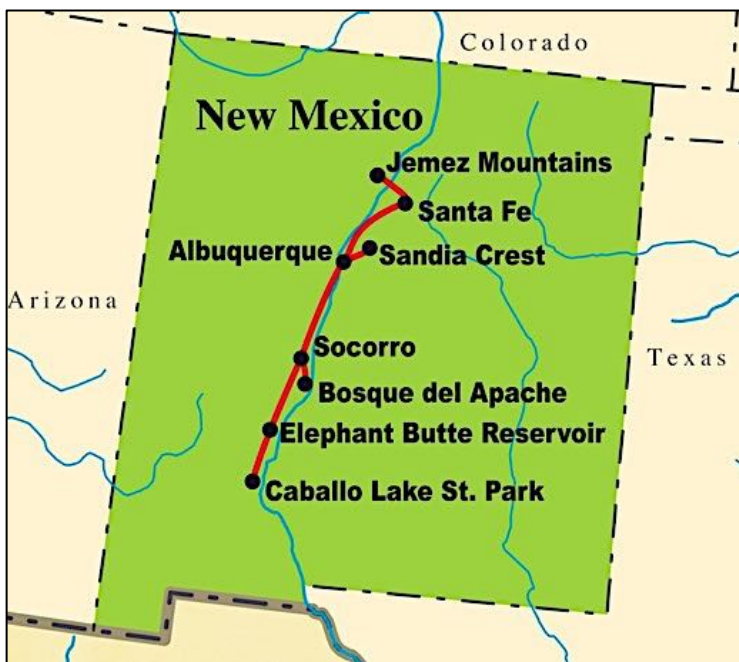 Colorado
New Mexico
Jemez Mountains
Santa Fe
Albuquerque
Sandia Crest
Arizona
Socorro
Texas
Bosque del Apache
Elephant Butte Reservoir
Caballo Lake St. Park